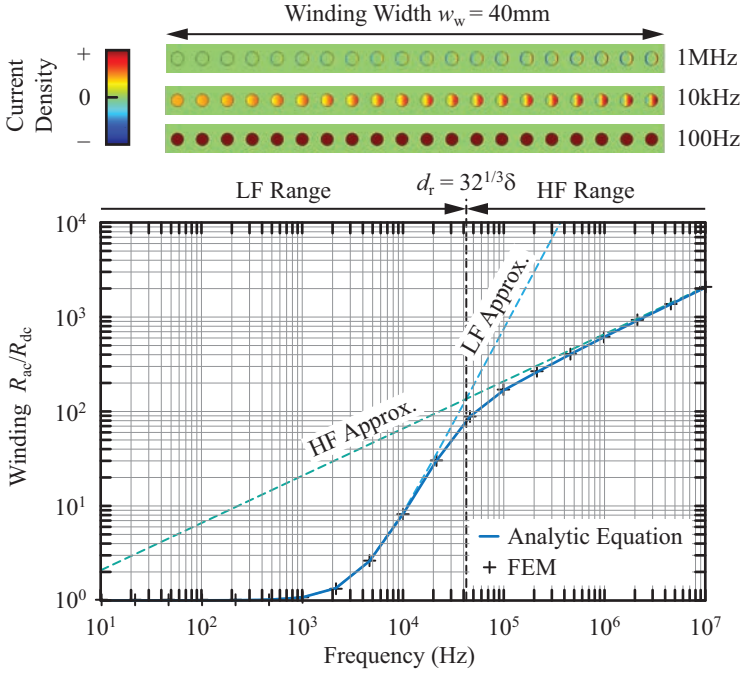 Winding Width w_w = 40mm
Current Density
+
0
−
1MHz
10kHz
100Hz
LF Range
d_r = 32^{1/3}δ
HF Range
10^4
10^3
10^2
10^1
10^0
Winding R_ac/R_dc
HF Approx.
LF Approx.
Analytic Equation
FEM
10^1
10^2
10^3
10^4
10^5
10^6
10^7
Frequency (Hz)